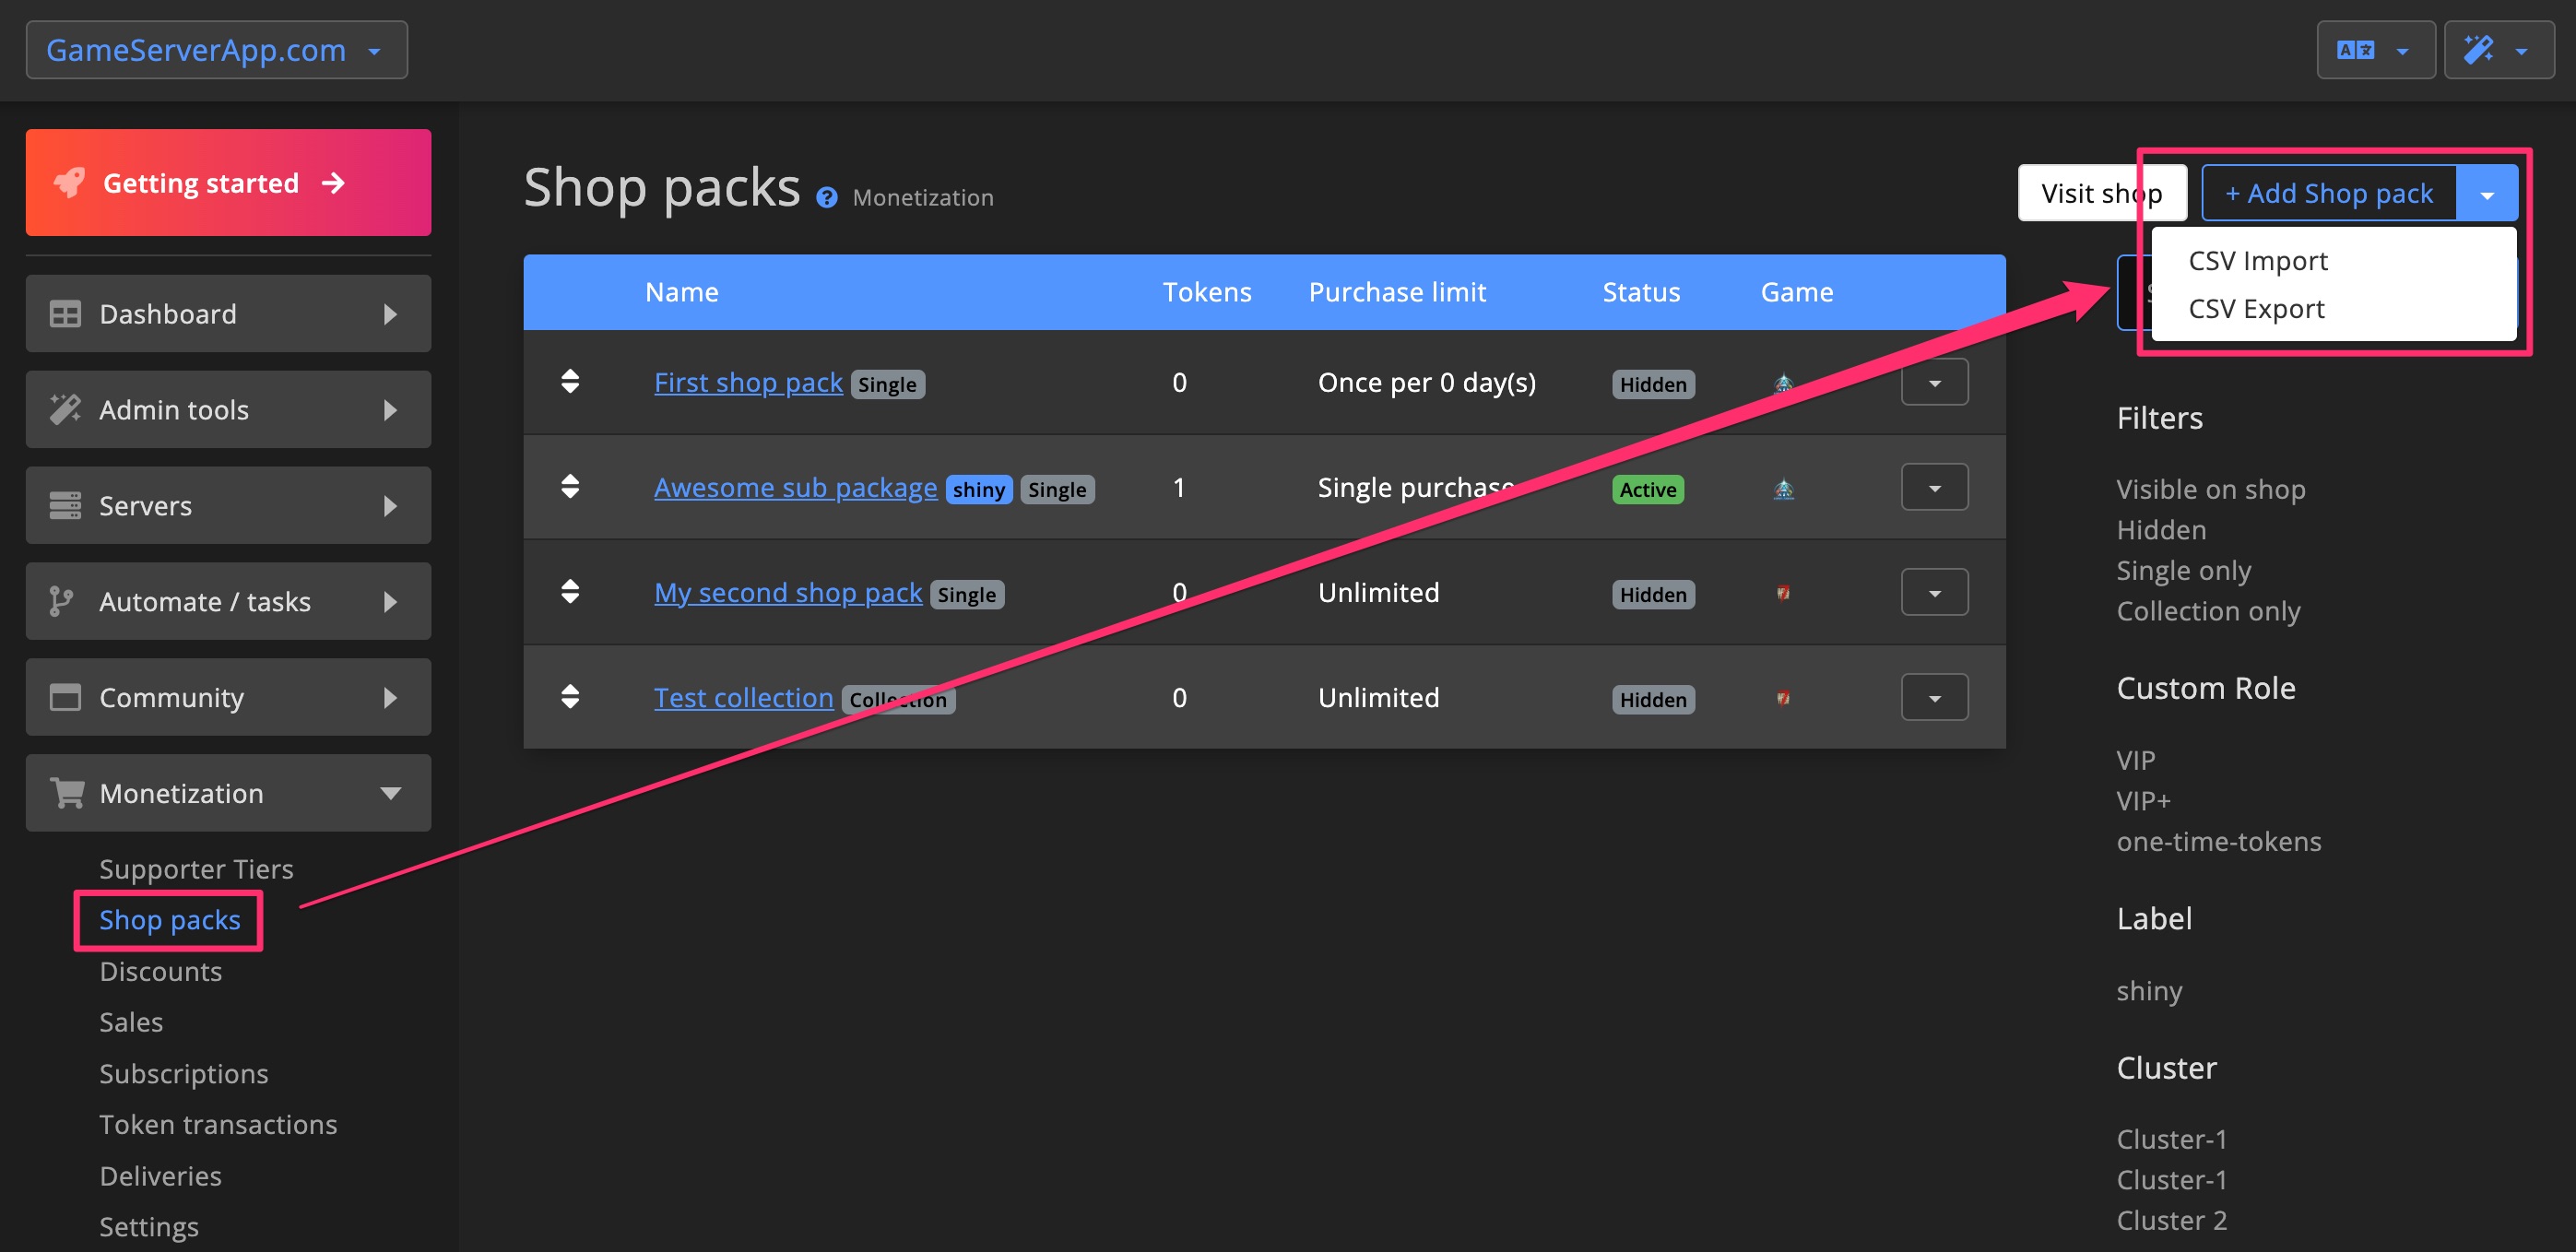 GameServerApp.com
Getting started
Dashboard
Admin tools
Servers
Automate / tasks
Community
Monetization
Supporter Tiers
Shop packs
Discounts
Sales
Subscriptions
Token transactions
Deliveries
Settings
Shop packs ? Monetization
Visit shop
+ Add Shop pack
CSV Import
CSV Export
Name Tokens Purchase limit Status Game
First shop pack Single 0 Once per 0 day(s) Hidden
Awesome sub package shiny Single 1 Single purchase Active
My second shop pack Single 0 Unlimited Hidden
Test collection Collection 0 Unlimited Hidden
Filters
Visible on shop
Hidden
Single only
Collection only
Custom Role
VIP
VIP+
one-time-tokens
Label
shiny
Cluster
Cluster-1
Cluster-1
Cluster 2